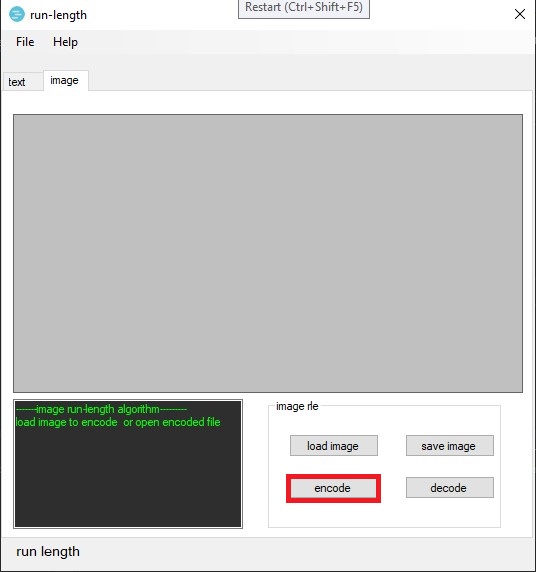 Restart (Ctrl+Shift+F5)
run-length
File Help
text image
------image run-length algorithm--------
load image to encode  or open encoded file
image rle
load image save image
encode decode
run length